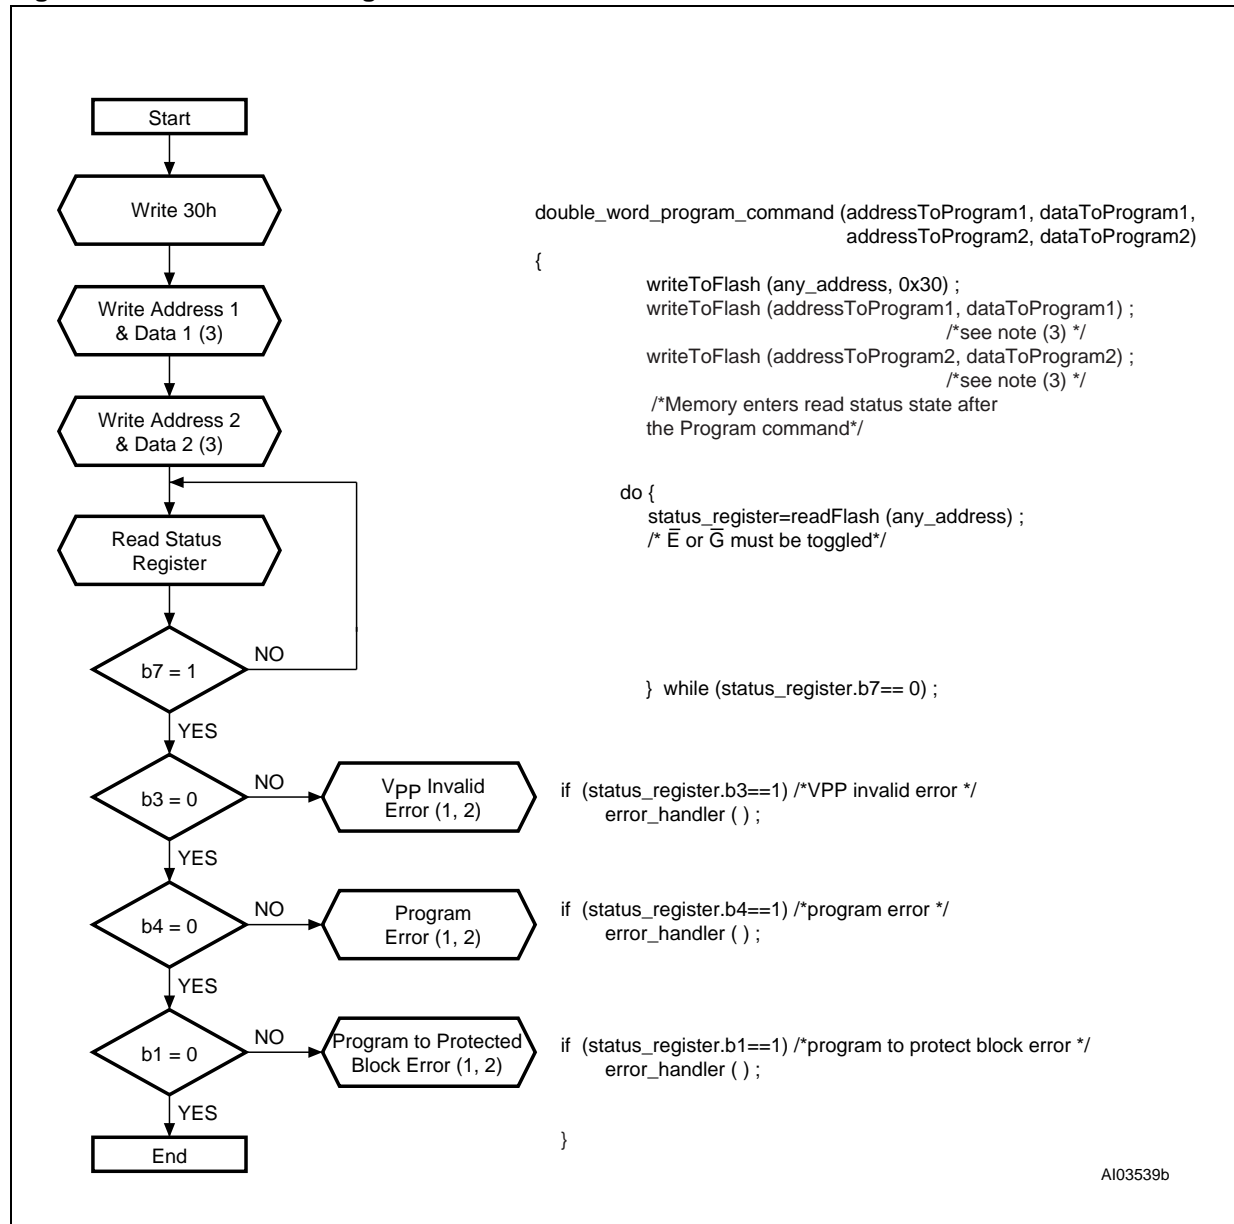 Start
Write 30h
Write Address 1
& Data 1 (3)
Write Address 2
& Data 2 (3)
Read Status
Register
b7 = 1
NO
YES
b3 = 0
NO
VPP Invalid
Error (1, 2)
YES
b4 = 0
NO
Program
Error (1, 2)
YES
b1 = 0
NO
Program to Protected
Block Error (1, 2)
YES
End
double_word_program_command (addressToProgram1, dataToProgram1,
addressToProgram2, dataToProgram2)
{
writeToFlash (any_address, 0x30) ;
writeToFlash (addressToProgram1, dataToProgram1) ;
/*see note (3) */
writeToFlash (addressToProgram2, dataToProgram2) ;
/*see note (3) */
/*Memory enters read status state after
the Program command*/
do {
status_register=readFlash (any_address) ;
/* E̅ or G̅ must be toggled*/
} while (status_register.b7== 0) ;
if (status_register.b3==1) /*VPP invalid error */
error_handler ( ) ;
if (status_register.b4==1) /*program error */
error_handler ( ) ;
if (status_register.b1==1) /*program to protect block error */
error_handler ( ) ;
}
AI03539b